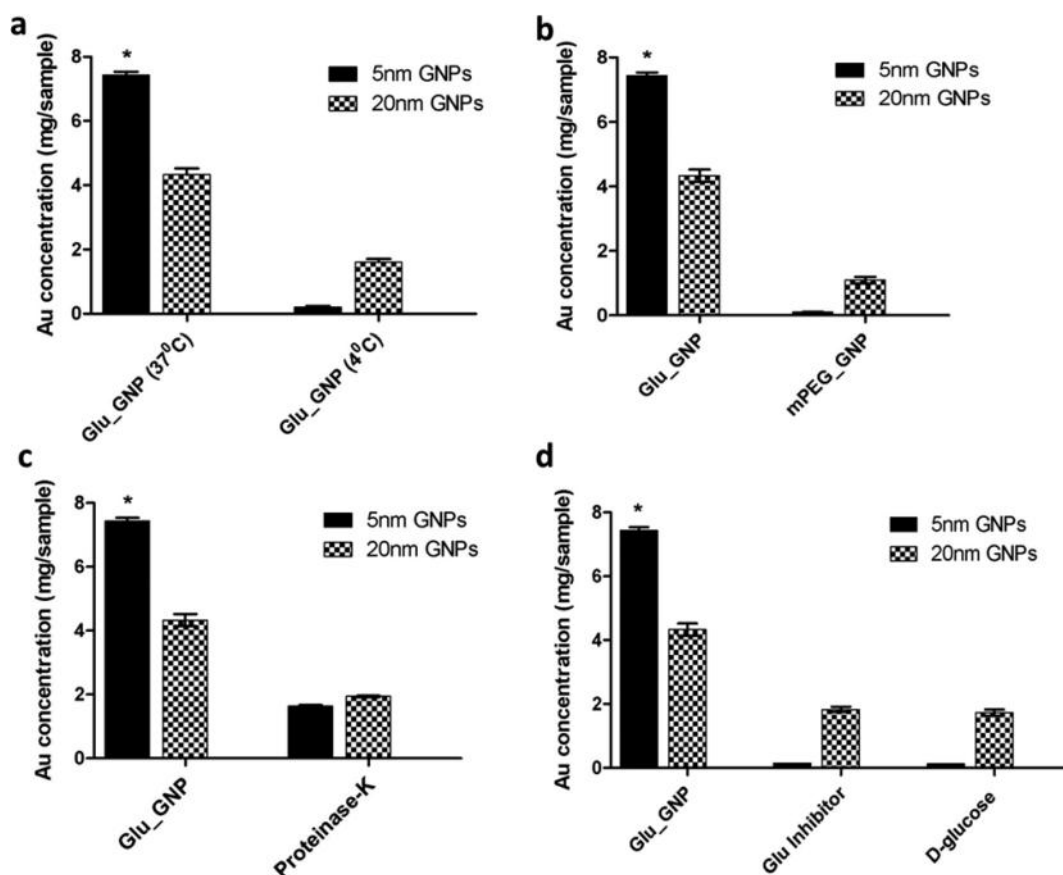 a
*
8
6
4
2
0
Au concentration (mg/sample)
5nm GNPs
20nm GNPs
Glu_GNP (37⁰C)
Glu_GNP (4⁰C)
b
*
8
6
4
2
0
Au concentration (mg/sample)
5nm GNPs
20nm GNPs
Glu_GNP
mPEG_GNP
c
*
8
6
4
2
0
Au concentration (mg/sample)
5nm GNPs
20nm GNPs
Glu_GNP
Proteinase-K
d
*
8
6
4
2
0
Au concentration (mg/sample)
5nm GNPs
20nm GNPs
Glu_GNP
Glu Inhibitor
D-glucose